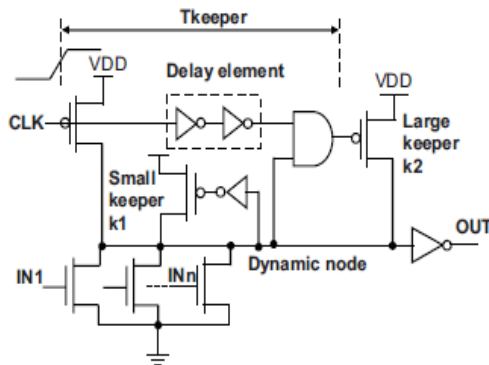 Tkeeper
VDD
Delay element
VDD
CLK
Large
keeper
k2
Small
keeper
k1
OUT
IN1
INn
Dynamic node